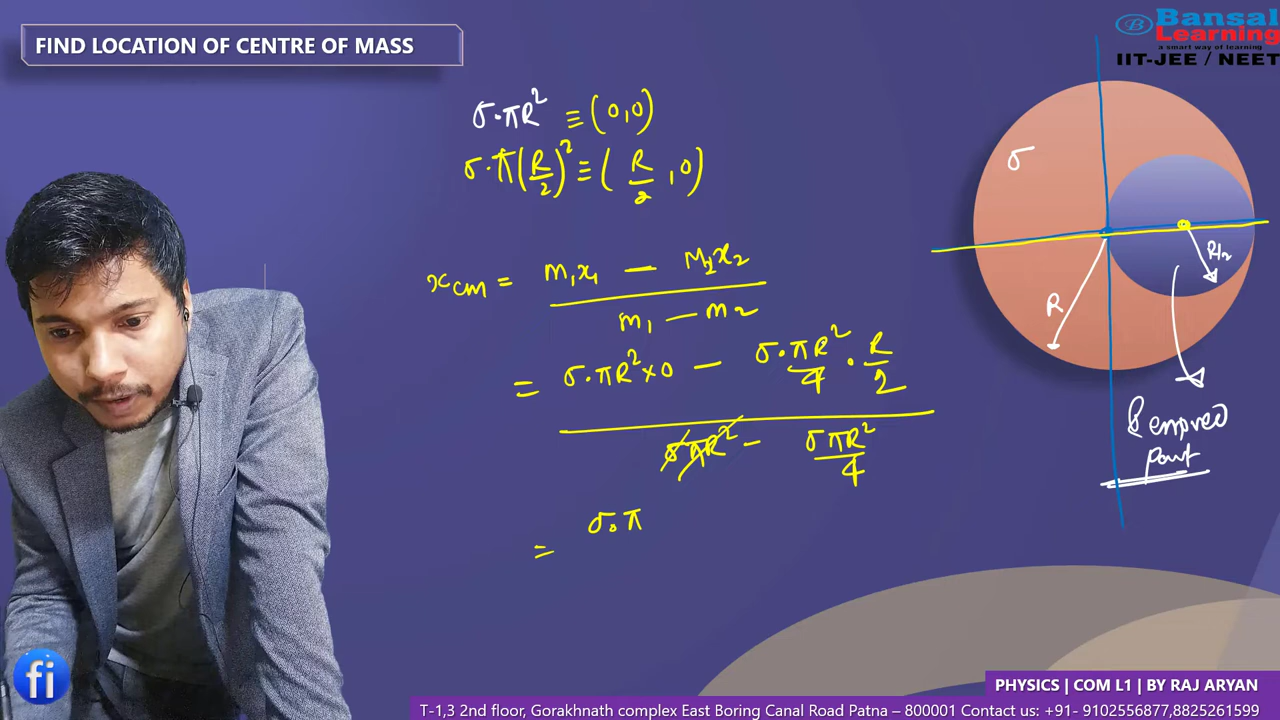 FIND LOCATION OF CENTRE OF MASS
Bansal
Learning
a smart way of learning
IIT-JEE / NEET
σ·πR² ≡ (0,0)
σ·π(R/2)² ≡ (R/2, 0)
x_cm = (m₁x₁ − M₂x₂) / (m₁ − m₂)
= (σ·πR²×0 − σ·πR²/4 · R/2) / (σπR² − σπR²/4)
= σ·π
σ
R
R/2
Removed
part
fi
PHYSICS | COM L1 | BY RAJ ARYAN
T-1,3 2nd floor, Gorakhnath complex East Boring Canal Road Patna – 800001 Contact us: +91- 9102556877,8825261599